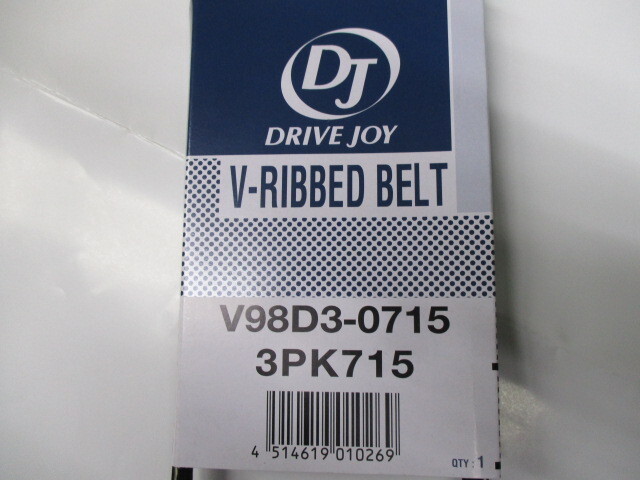 DJ
DRIVE JOY
V-RIBBED BELT
V98D3-0715
3PK715
4 514619 010269
QTY : 1